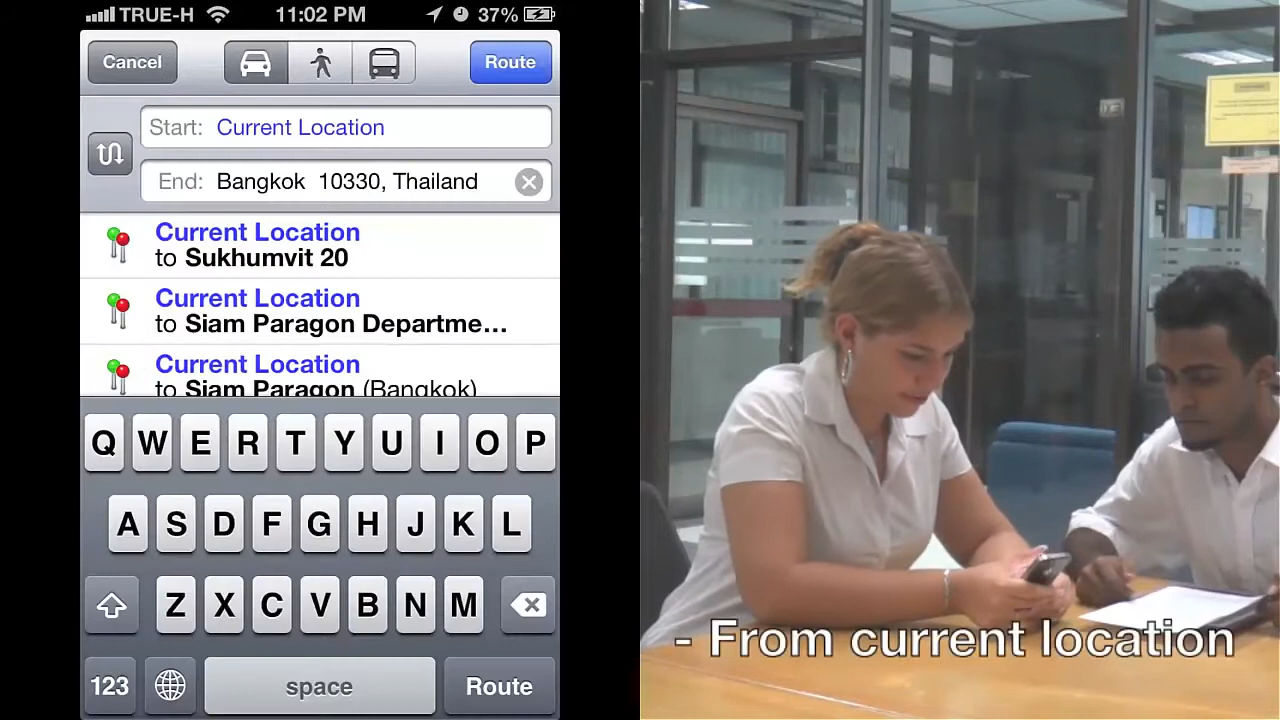 TRUE-H 11:02 PM 37%
Cancel Route
Start: Current Location
End: Bangkok 10330, Thailand
Current Location
to Sukhumvit 20
Current Location
to Siam Paragon Departme...
Current Location
to Siam Paragon (Bangkok)
Q W E R T Y U I O P
A S D F G H J K L
Z X C V B N M
123 space Route
- From current location